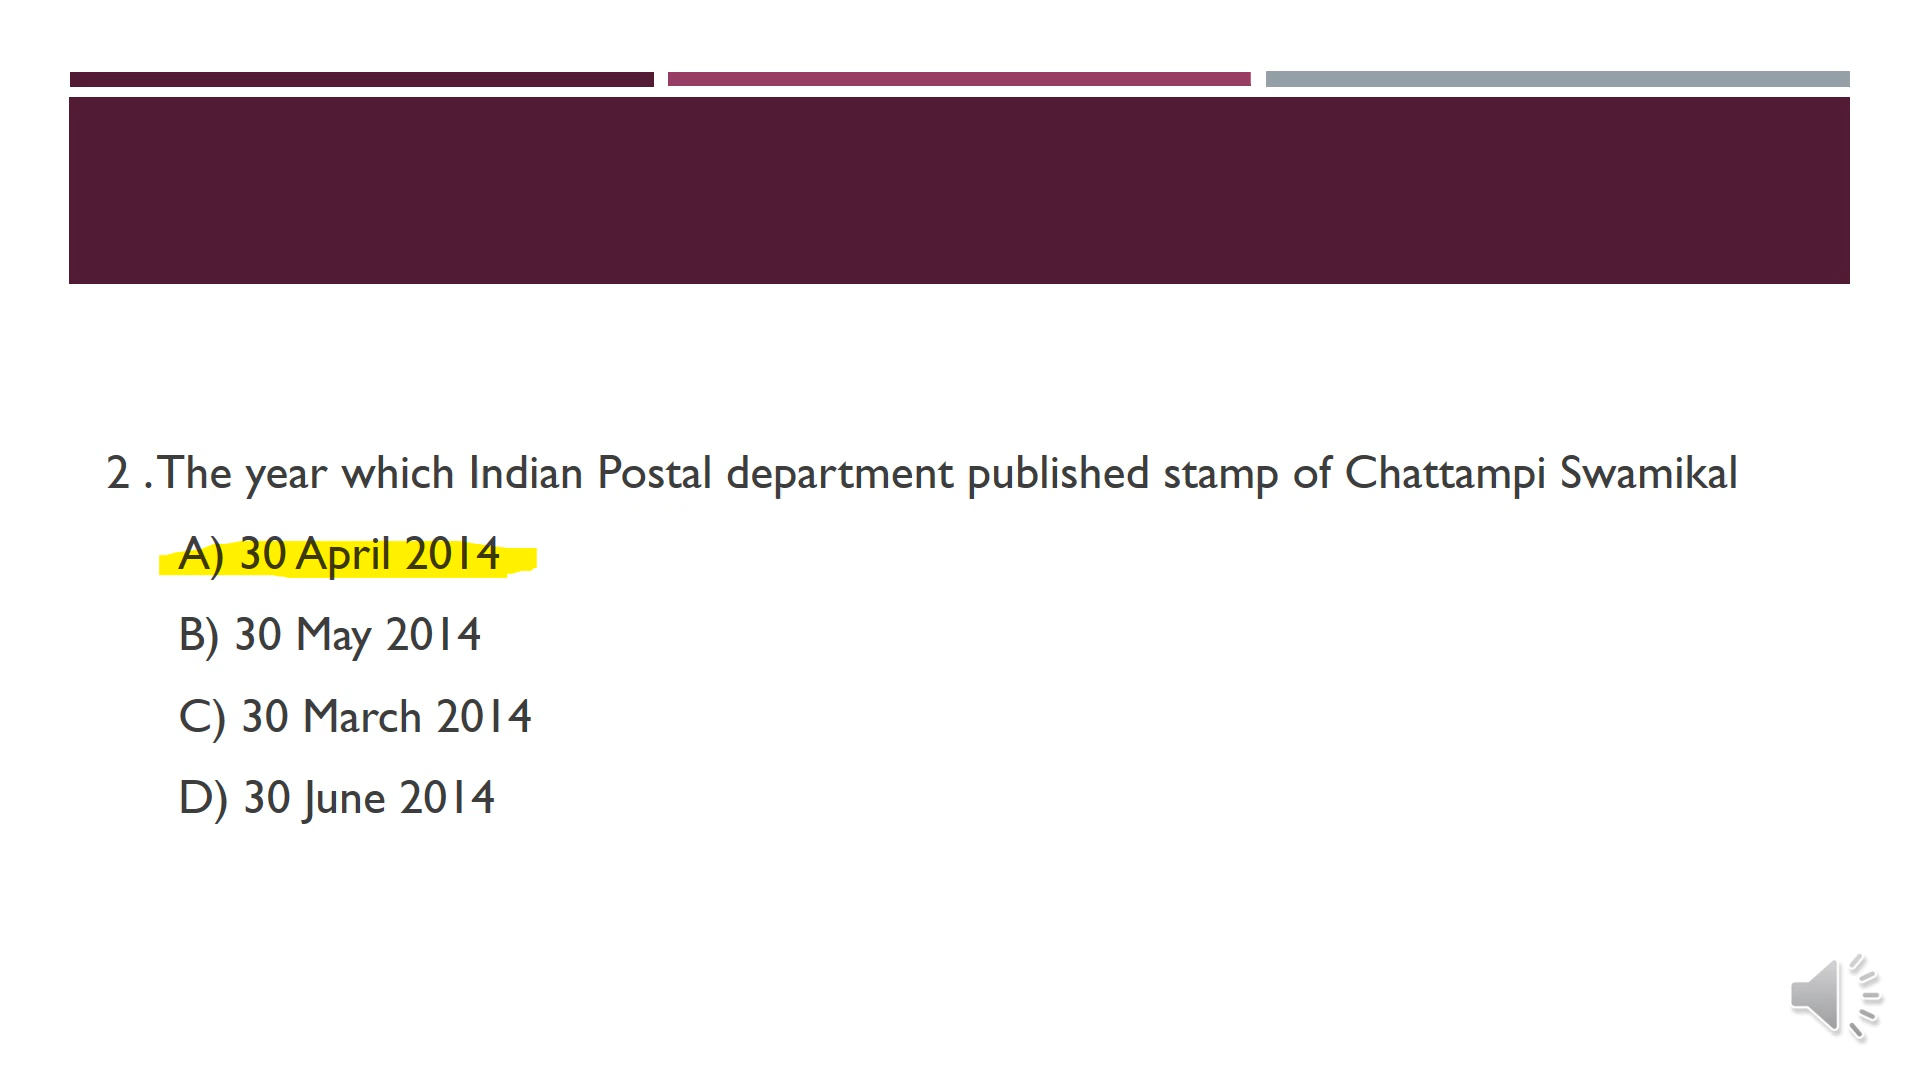 2 . The year which Indian Postal department published stamp of Chattampi Swamikal
A) 30 April 2014
B) 30 May 2014
C) 30 March 2014
D) 30 June 2014